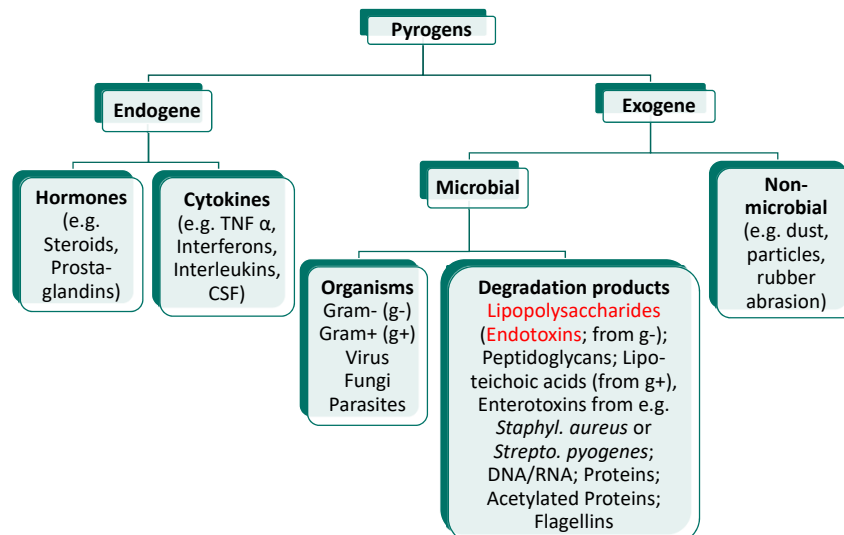 Pyrogens
Endogene
Exogene
Hormones
(e.g.
Steroids,
Prosta-
glandins)
Cytokines
(e.g. TNF α,
Interferons,
Interleukins,
CSF)
Microbial
Non-
microbial
(e.g. dust,
particles,
rubber
abrasion)
Organisms
Gram- (g-)
Gram+ (g+)
Virus
Fungi
Parasites
Degradation products
Lipopolysaccharides
(Endotoxins; from g-);
Peptidoglycans; Lipo-
teichoic acids (from g+),
Enterotoxins from e.g.
Staphyl. aureus or
Strepto. pyogenes;
DNA/RNA; Proteins;
Acetylated Proteins;
Flagellins